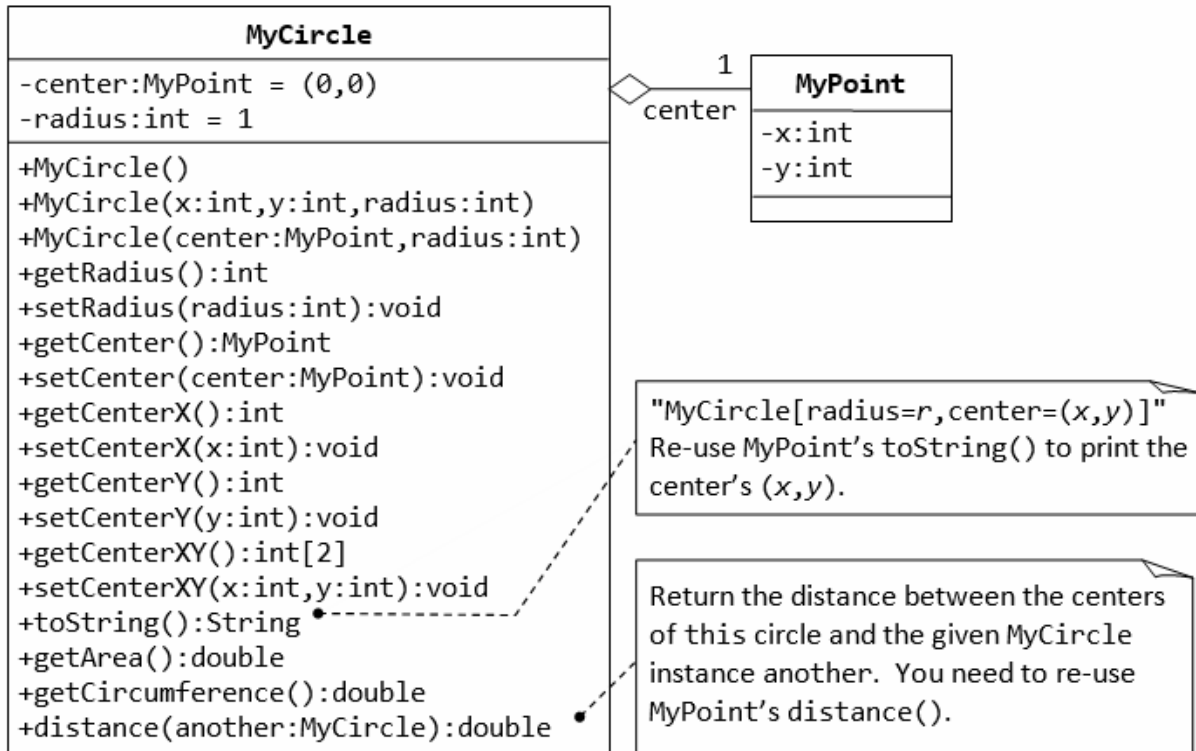 MyCircle
-center:MyPoint = (0,0)
-radius:int = 1
+MyCircle()
+MyCircle(x:int,y:int,radius:int)
+MyCircle(center:MyPoint,radius:int)
+getRadius():int
+setRadius(radius:int):void
+getCenter():MyPoint
+setCenter(center:MyPoint):void
+getCenterX():int
+setCenterX(x:int):void
+getCenterY():int
+setCenterY(y:int):void
+getCenterXY():int[2]
+setCenterXY(x:int,y:int):void
+toString():String
+getArea():double
+getCircumference():double
+distance(another:MyCircle):double
1
center
MyPoint
-x:int
-y:int
"MyCircle[radius=r,center=(x,y)]"
Re-use MyPoint's toString() to print the
center's (x,y).
Return the distance between the centers
of this circle and the given MyCircle
instance another. You need to re-use
MyPoint's distance().